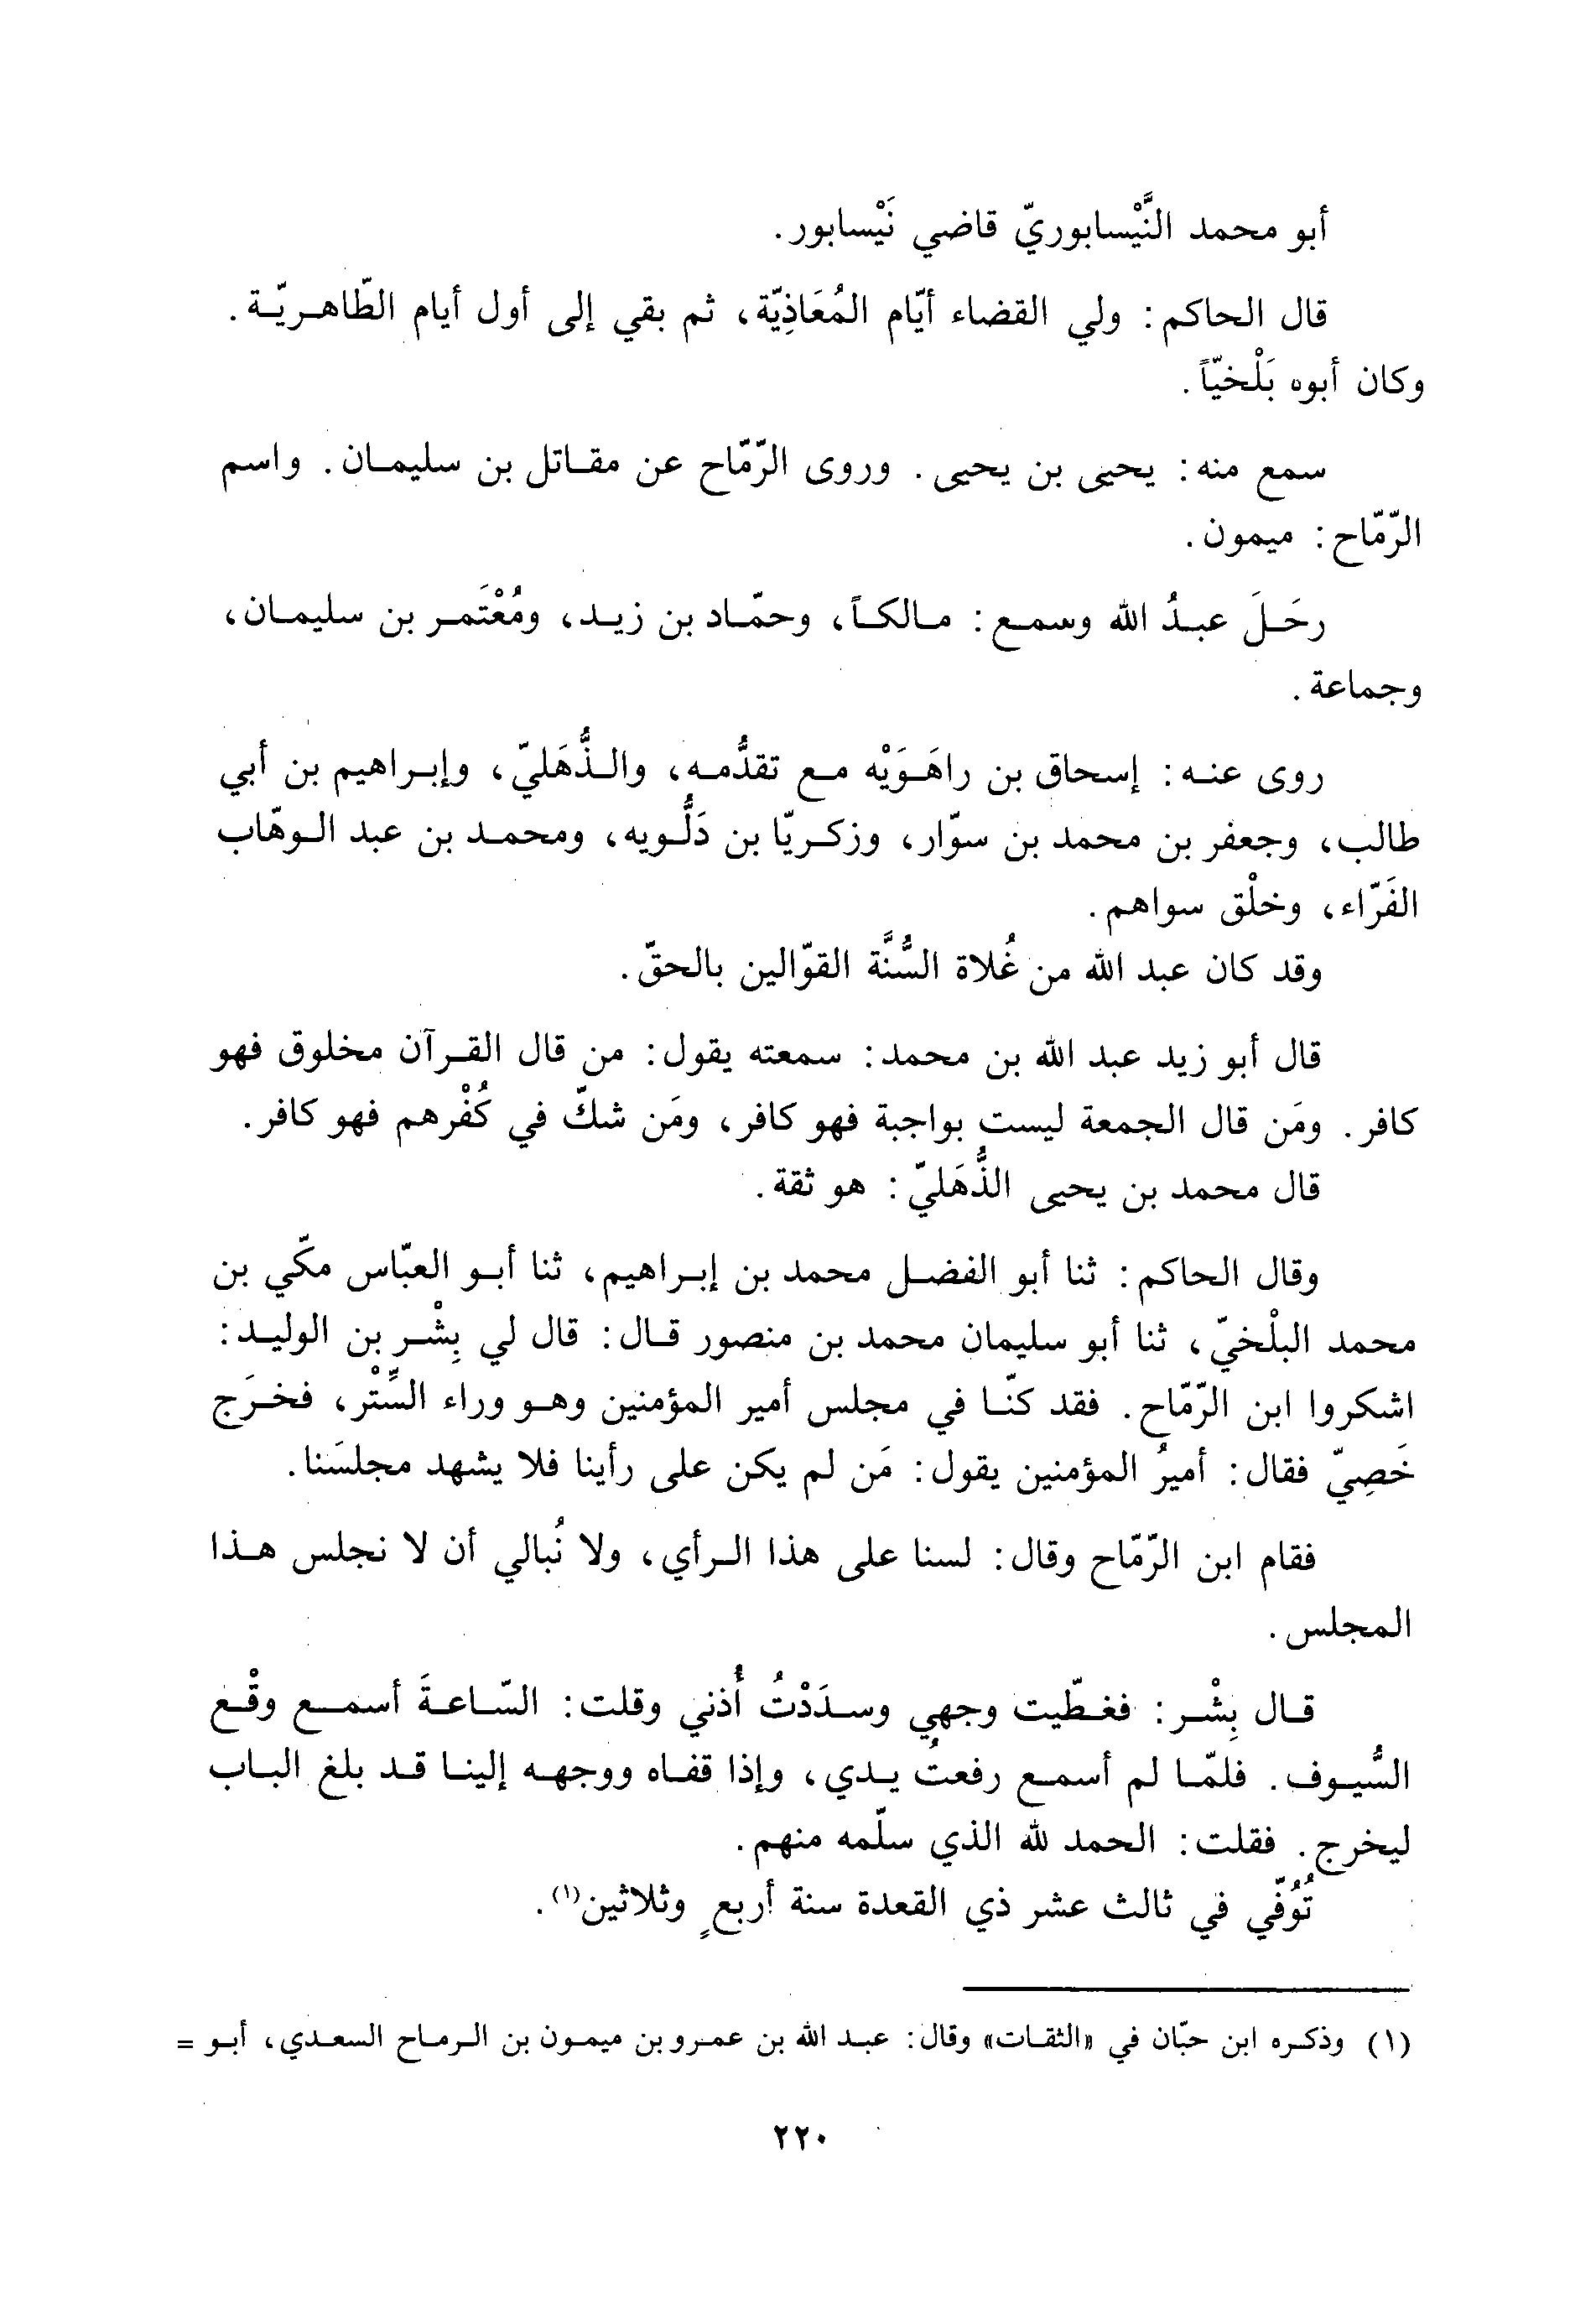 أبو محمد النَّيْسابوريّ قاضي نَيْسابور.
قال الحاكم: ولي القضاء أيّام المُعَاذِيّة، ثم بقي إلى أول أيام الطّاهريّة.
وكان أبوه بَلْخيّاً.
سمع منه: يحيى بن يحيى. وروى الرّمّاح عن مقاتل بن سليمان. واسم
الرّمّاح: ميمون.
رحَلَ عبدُ الله وسمع: مالكاً، وحمّاد بن زيد، ومُعْتَمر بن سليمان،
وجماعة.
روى عنه: إسحاق بن راهَوَيْه مع تقدُّمه، والذُّهَليّ، وإبراهيم بن أبي
طالب، وجعفر بن محمد بن سوّار، وزكريّا بن دَلُّويه، ومحمد بن عبد الوهّاب
الفَرّاء، وخلْق سواهم.
وقد كان عبد الله من غُلاة السُّنَّة القوّالين بالحقّ.
قال أبو زيد عبد الله بن محمد: سمعته يقول: من قال القرآن مخلوق فهو
كافر. ومَن قال الجمعة ليست بواجبة فهو كافر، ومَن شكّ في كُفْرهم فهو كافر.
قال محمد بن يحيى الذُّهَليّ: هو ثقة.
وقال الحاكم: ثنا أبو الفضل محمد بن إبراهيم، ثنا أبو العبّاس مكّي بن
محمد البلْخيّ، ثنا أبو سليمان محمد بن منصور قال: قال لي بِشْر بن الوليد:
اشكروا ابن الرّمّاح. فقد كنّا في مجلس أمير المؤمنين وهو وراء السِّتْر، فخرَج
خَصِيّ فقال: أميرُ المؤمنين يقول: مَن لم يكن على رأينا فلا يشهد مجلسَنا.
فقام ابن الرّمّاح وقال: لسنا على هذا الرأي، ولا نُبالي أن لا نجلس هذا
المجلس.
قال بِشْر: فغطّيت وجهي وسدَدْتُ أُذني وقلت: السّاعةَ أسمع وقْع
السُّيوف. فلمّا لم أسمع رفعتُ يدي، وإذا قفاه ووجهه إلينا قد بلغ الباب
ليخرج. فقلت: الحمد لله الذي سلّمه منهم.
تُوُفّي في ثالث عشر ذي القعدة سنة أربعٍ وثلاثين(١).
(١) وذكره ابن حبّان في «الثقات» وقال: عبد الله بن عمرو بن ميمون بن الرماح السعدي، أبو =
٢٢٠